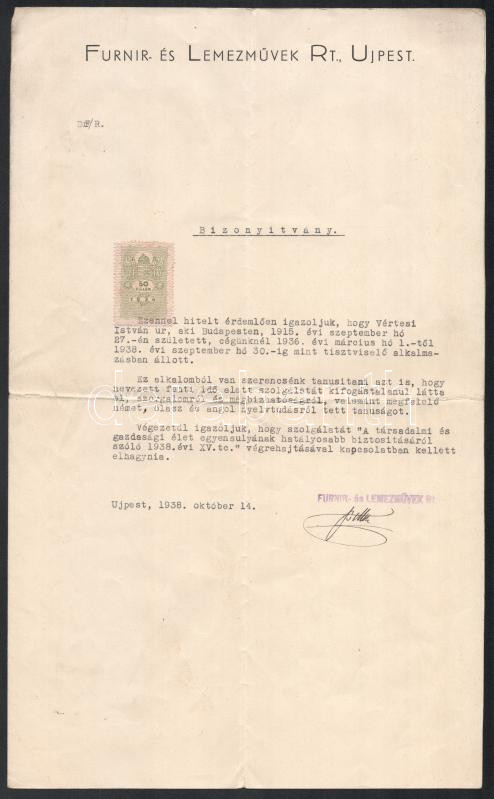 FURNIR- ÉS LEMEZMŰVEK RT., UJPEST.
DF/R.
Bizonyitvány.
50
FILLÉR
Ezennel hitelt érdemlően igazoljuk, hogy Vértesi
István ur, aki Budapesten, 1915. évi szeptember hó
27.-én született, cégünknél 1936. évi március hó 1.-től
1938. évi szeptember hó 30.-ig mint tisztviselő alkalma-
zásban állott.
Ez alkalomból van szerencsénk tanusitani azt is, hogy
nevezett fenti idő alatt szolgálatát kifogástalanul látta
el, szorgalomról és megbizhatóságról, valamint megfelelő
német, olasz és angol nyelvtudásról tett tanuságot.
Végezetül igazoljuk, hogy szolgálatát "A társadalmi és
gazdasági élet egyensulyának hatályosabb biztositásáról
szóló 1938.évi XV.tc." végrehajtásával kapcsolatban kellett
elhagynia.
Ujpest, 1938. október 14.
FURNIR- és LEMEZMŰVEK Rt